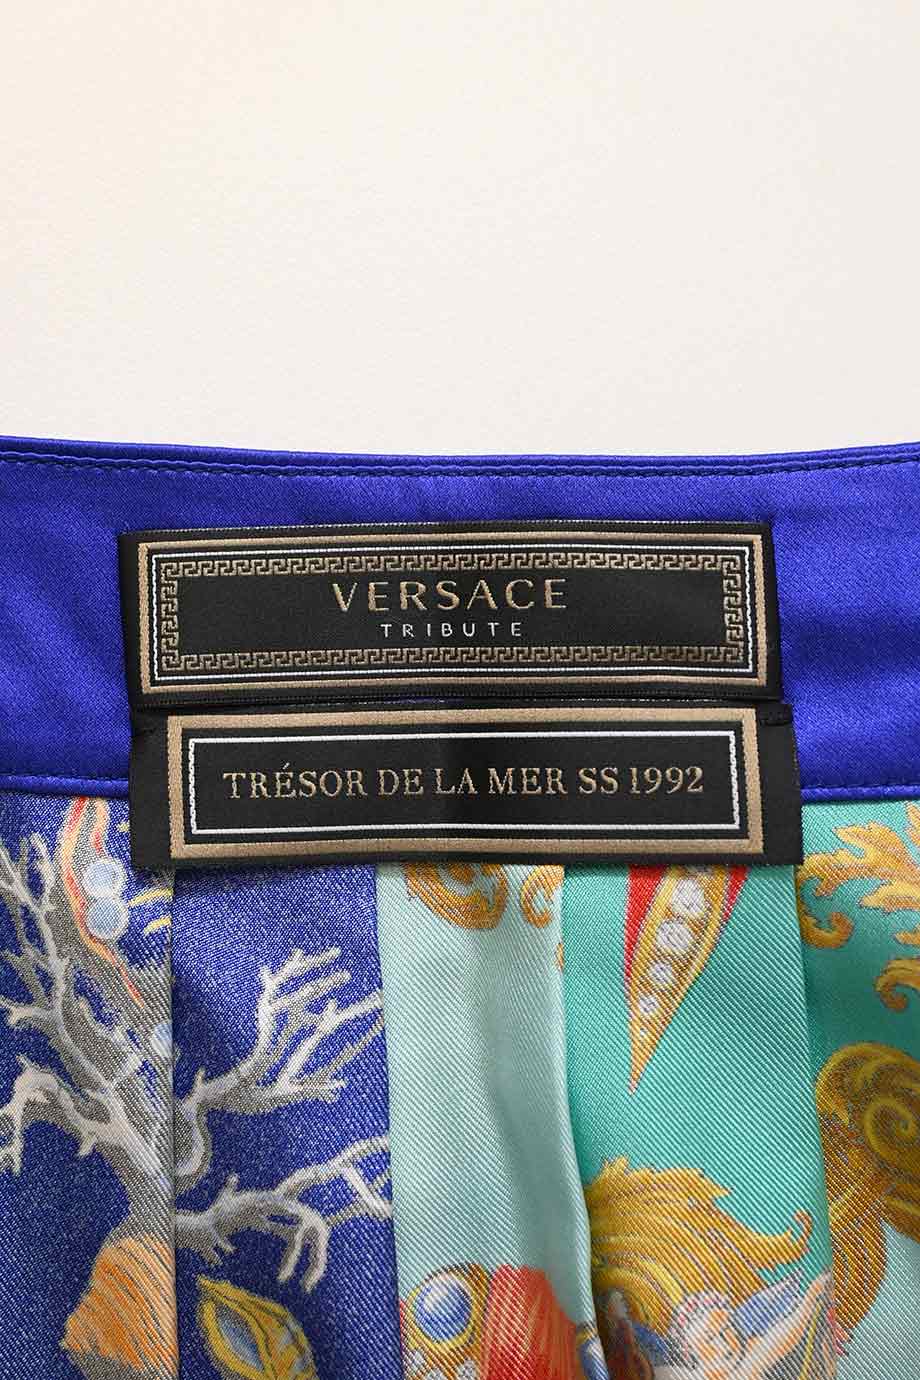 VERSACE
TRIBUTE
TRÉSOR DE LA MER SS 1992